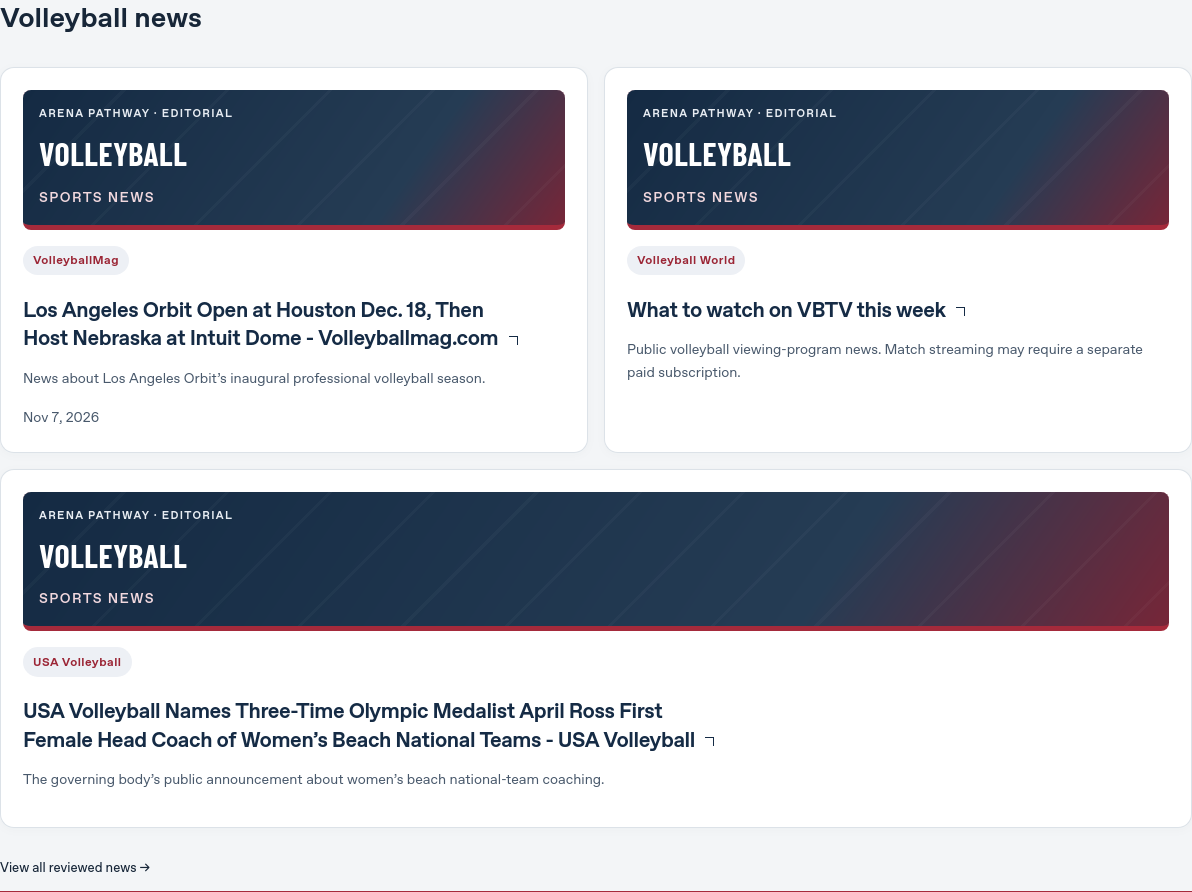 Volleyball news
ARENA PATHWAY · EDITORIAL
VOLLEYBALL
SPORTS NEWS
VolleyballMag
Los Angeles Orbit Open at Houston Dec. 18, Then
Host Nebraska at Intuit Dome - Volleyballmag.com
News about Los Angeles Orbit’s inaugural professional volleyball season.
Nov 7, 2026
ARENA PATHWAY · EDITORIAL
VOLLEYBALL
SPORTS NEWS
Volleyball World
What to watch on VBTV this week
Public volleyball viewing-program news. Match streaming may require a separate
paid subscription.
ARENA PATHWAY · EDITORIAL
VOLLEYBALL
SPORTS NEWS
USA Volleyball
USA Volleyball Names Three-Time Olympic Medalist April Ross First
Female Head Coach of Women’s Beach National Teams - USA Volleyball
The governing body’s public announcement about women’s beach national-team coaching.
View all reviewed news →